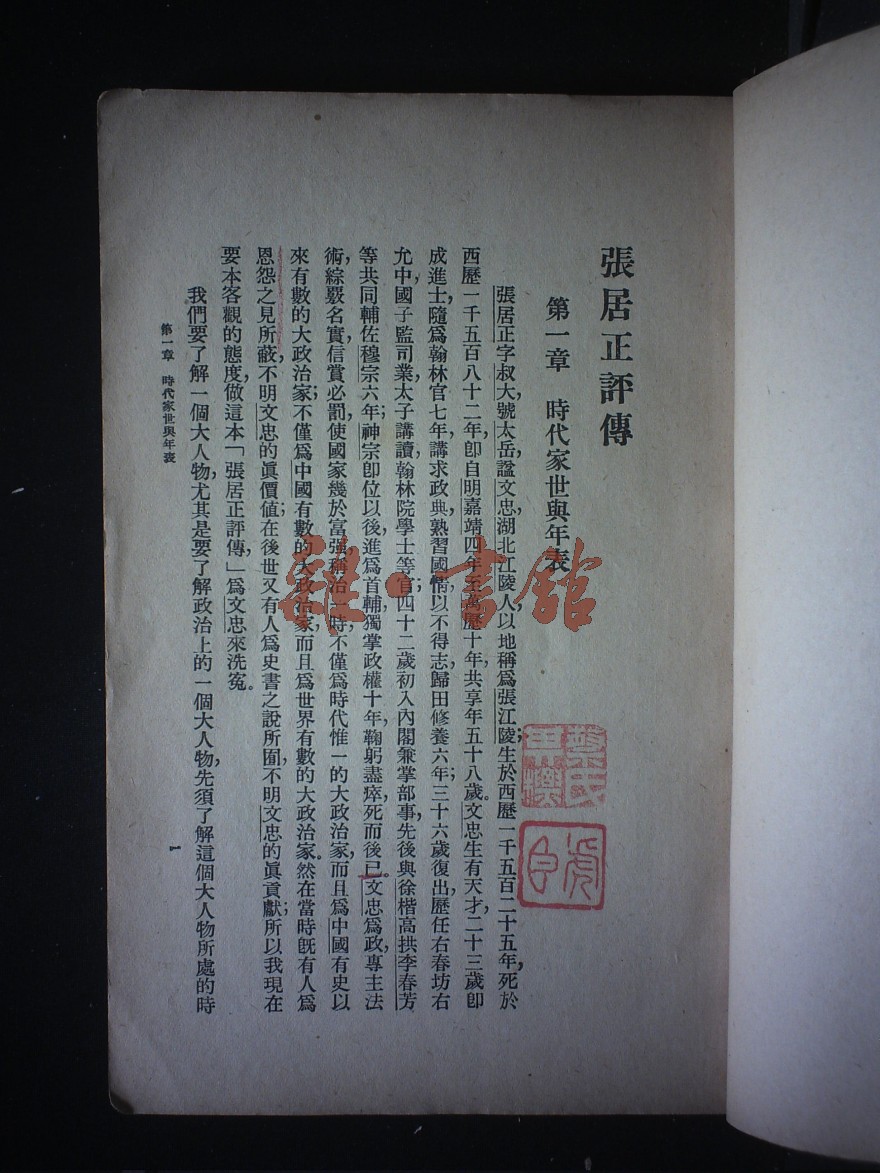 張居正評傳
第一章　時代家世與年表
張居正字叔大，號太岳，諡文忠，湖北江陵人，以地稱爲張江陵；生於西歷一千五百二十五年，死於
西歷一千五百八十二年，卽自明嘉靖四年至萬歷十年，共享年五十八歲。文忠生有天才，二十三歲卽
成進士，隨爲翰林官七年，講求政典，熟習國情；以不得志，歸田修養六年；三十六歲復出，歷任右春坊右
允中，國子監司業，太子講讀，翰林院學士等官；四十二歲初入內閣兼掌部事，先後與徐楷高拱李春芳
等共同輔佐穆宗六年；神宗卽位以後，進爲首輔，獨掌政權十年，鞠躬盡瘁，死而後已。文忠爲政，專主法
術，綜覈名實，信賞必罰，使國家幾於富强，稱治一時，不僅爲時代惟一的大政治家，而且爲中國有史以
來有數的大政治家；不僅爲中國有數的大政治家，而且爲世界有數的大政治家。然在當時旣有人爲
恩怨之見所蔽，不明文忠的眞價値；在後世又有人爲史書之說所囿，不明文忠的眞貢獻；所以我現在
要本客觀的態度，做這本「張居正評傳」，爲文忠來洗寃。
我們要了解一個大人物，尤其是要了解政治上的一個大人物，先須了解這個大人物所處的時
第一章　時代家世與年表
1
雜·書館